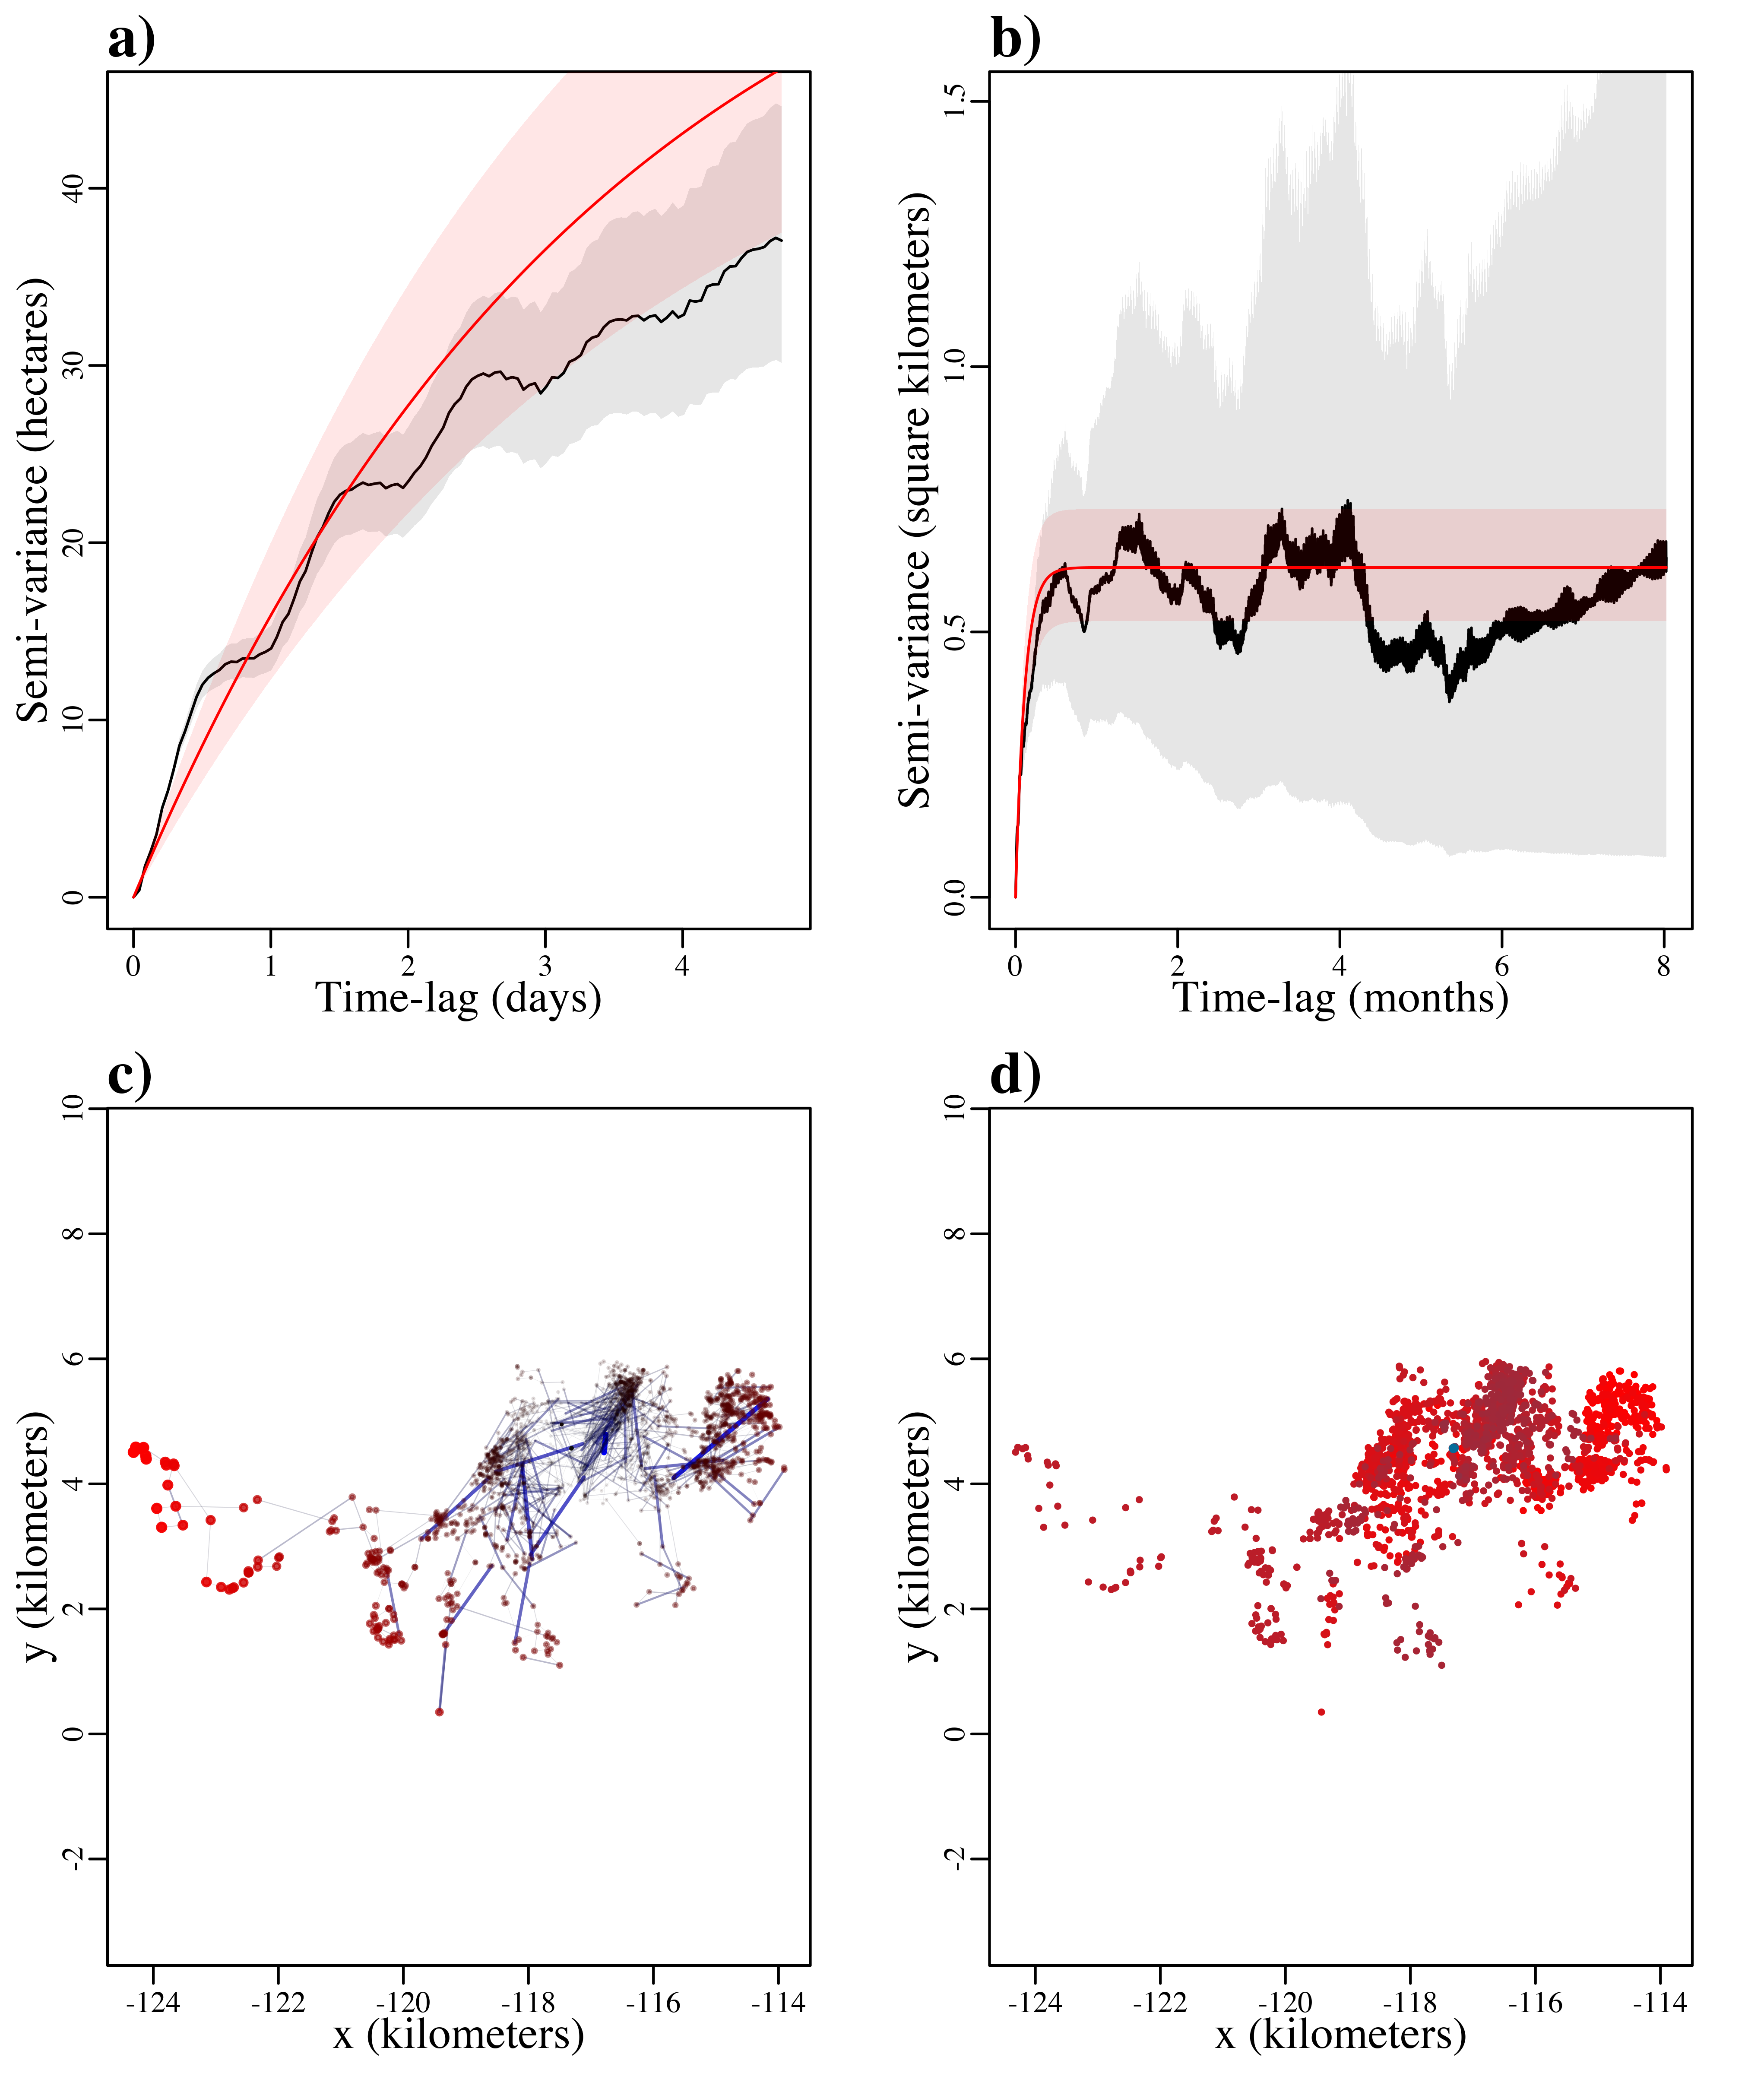 a)
Semi-variance (hectares)
0
10
20
30
40
0 1 2 3 4
Time-lag (days)
b)
Semi-variance (square kilometers)
0.0
0.5
1.0
1.5
0 2 4 6 8
Time-lag (months)
c)
y (kilometers)
-2
0
2
4
6
8
10
-124 -122 -120 -118 -116 -114
x (kilometers)
d)
y (kilometers)
-2
0
2
4
6
8
10
-124 -122 -120 -118 -116 -114
x (kilometers)